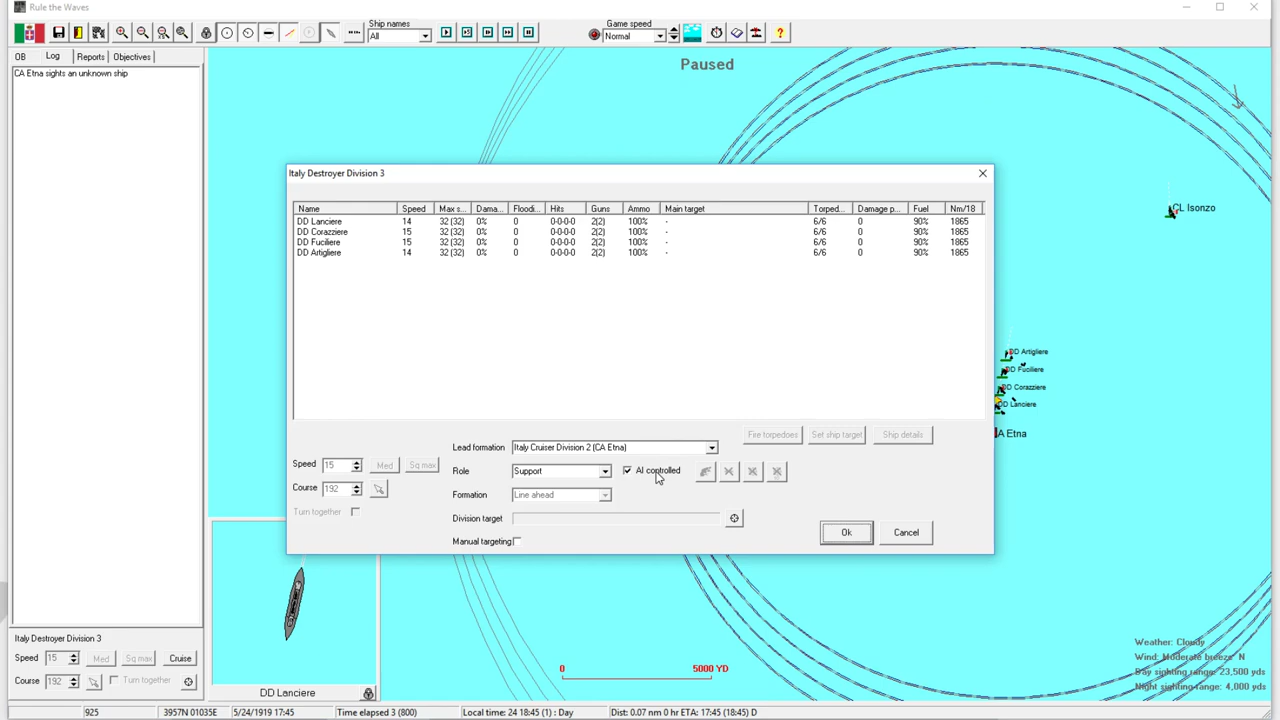 Rule the Waves
Ship names
All
Game speed
Normal
OB Log Reports Objectives
CA Etna sights an unknown ship
Paused
CL Isonzo
Italy Destroyer Division 3
Name Speed Max s... Dama... Floodi... Hits Guns Ammo Main target Torped... Damage p... Fuel Nm/18
DD Lanciere 14 32 (32) 0% 0 0-0-0-0 2(2) 100% - 6/6 0 90% 1865
DD Corazziere 15 32 (32) 0% 0 0-0-0-0 2(2) 100% - 6/6 0 90% 1865
DD Fuciliere 15 32 (32) 0% 0 0-0-0-0 2(2) 100% - 6/6 0 90% 1865
DD Artigliere 14 32 (32) 0% 0 0-0-0-0 2(2) 100% - 6/6 0 90% 1865
DD Artigliere
DD Fuciliere
DD Corazziere
DD Lanciere
A Etna
Lead formation Italy Cruiser Division 2 (CA Etna)
Fire torpedoes Set ship target Ship details
Speed 15 Med Sq max
Role Support AI controlled
Course 192
Formation Line ahead
Turn together
Division target
Manual targeting
Ok Cancel
Italy Destroyer Division 3
Speed 15 Med Sq max Cruise
Course 192 Turn together
DD Lanciere
0 5000 YD
Weather: Cloudy
Wind: Moderate breeze N
Day sighting range: 23,500 yds
Night sighting range: 4,000 yds
925 3957N 01035E 5/24/1919 17:45 Time elapsed 3 (800) Local time: 24 18:45 (1) : Day Dist: 0.07 nm 0 hr ETA: 17:45 (18:45) D